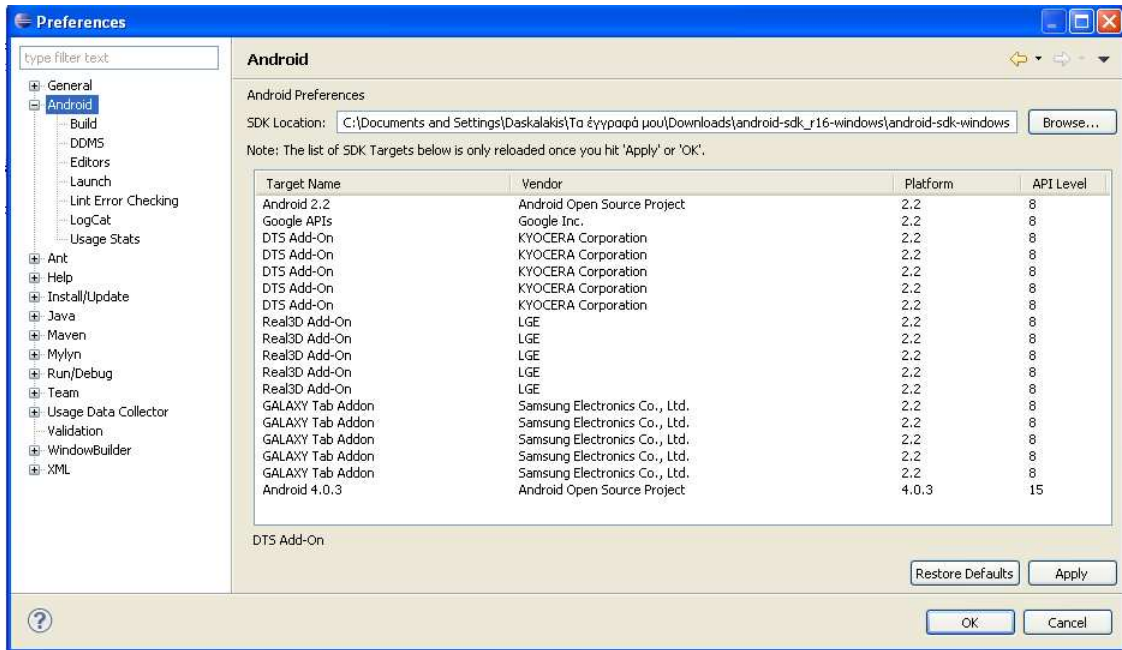 Preferences
type filter text
General
Android
Build
DDMS
Editors
Launch
Lint Error Checking
LogCat
Usage Stats
Ant
Help
Install/Update
Java
Maven
Mylyn
Run/Debug
Team
Usage Data Collector
Validation
WindowBuilder
XML
Android
Android Preferences
SDK Location: C:\Documents and Settings\Daskalakis\Τα έγγραφά μου\Downloads\android-sdk_r16-windows\android-sdk-windows Browse...
Note: The list of SDK Targets below is only reloaded once you hit 'Apply' or 'OK'.
Target Name Vendor Platform API Level
Android 2.2 Android Open Source Project 2.2 8
Google APIs Google Inc. 2.2 8
DTS Add-On KYOCERA Corporation 2.2 8
DTS Add-On KYOCERA Corporation 2.2 8
DTS Add-On KYOCERA Corporation 2.2 8
DTS Add-On KYOCERA Corporation 2.2 8
DTS Add-On KYOCERA Corporation 2.2 8
Real3D Add-On LGE 2.2 8
Real3D Add-On LGE 2.2 8
Real3D Add-On LGE 2.2 8
Real3D Add-On LGE 2.2 8
Real3D Add-On LGE 2.2 8
GALAXY Tab Addon Samsung Electronics Co., Ltd. 2.2 8
GALAXY Tab Addon Samsung Electronics Co., Ltd. 2.2 8
GALAXY Tab Addon Samsung Electronics Co., Ltd. 2.2 8
GALAXY Tab Addon Samsung Electronics Co., Ltd. 2.2 8
GALAXY Tab Addon Samsung Electronics Co., Ltd. 2.2 8
Android 4.0.3 Android Open Source Project 4.0.3 15
DTS Add-On
Restore Defaults Apply
OK Cancel